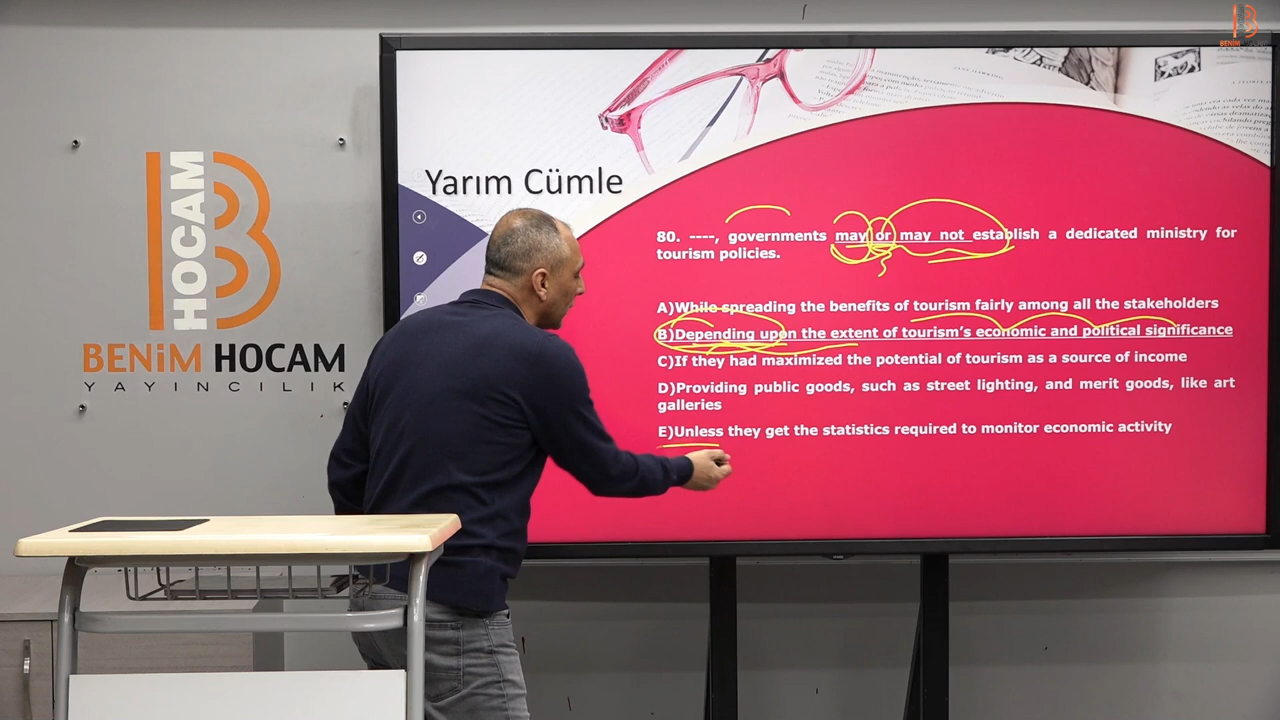 BENİM HOCAM
HOCAM
BENİM HOCAM
YAYINCILIK
Yarım Cümle
80. ----, governments may or may not establish a dedicated ministry for
tourism policies.
A)While spreading the benefits of tourism fairly among all the stakeholders
B)Depending upon the extent of tourism's economic and political significance
C)If they had maximized the potential of tourism as a source of income
D)Providing public goods, such as street lighting, and merit goods, like art
galleries
E)Unless they get the statistics required to monitor economic activity